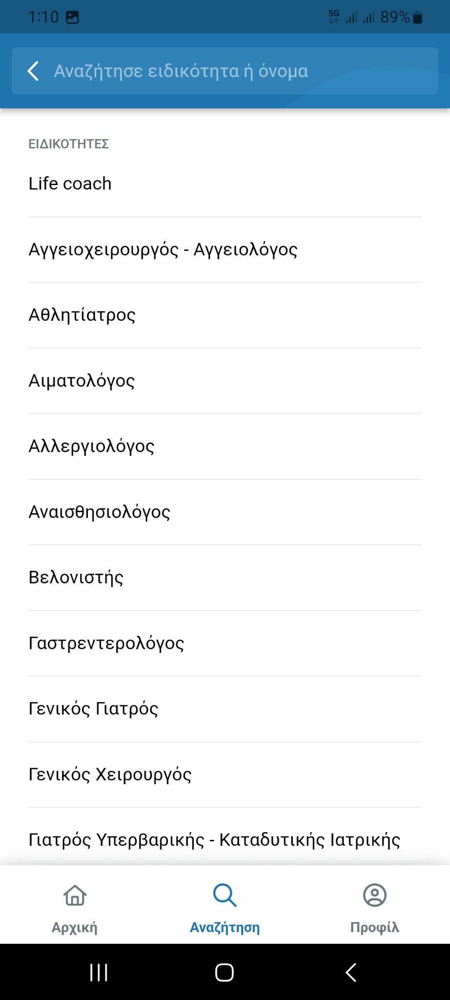 1:10 5G 89%
Αναζήτησε ειδικότητα ή όνομα
ΕΙΔΙΚΟΤΗΤΕΣ
Life coach
Αγγειοχειρουργός - Αγγειολόγος
Αθλητίατρος
Αιματολόγος
Αλλεργιολόγος
Αναισθησιολόγος
Βελονιστής
Γαστρεντερολόγος
Γενικός Γιατρός
Γενικός Χειρουργός
Γιατρός Υπερβαρικής - Καταδυτικής Ιατρικής
Αρχική Αναζήτηση Προφίλ